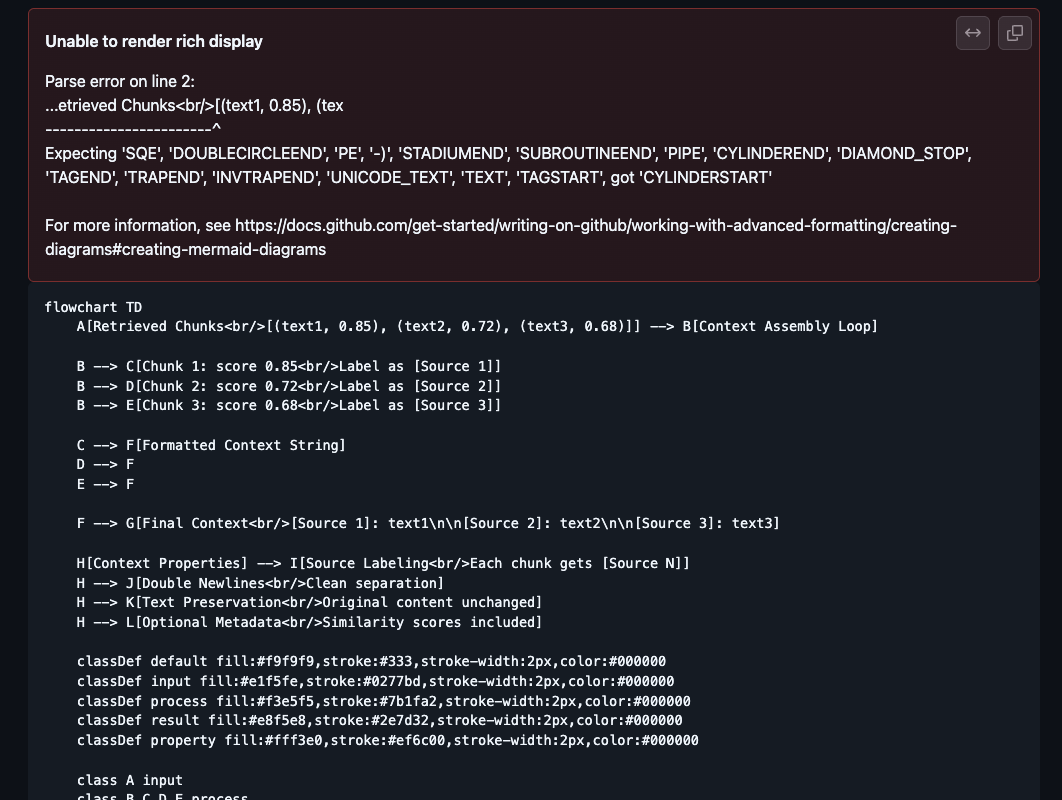 Unable to render rich display
Parse error on line 2:
...etrieved Chunks<br/>[(text1, 0.85), (tex
-----------------------^
Expecting 'SQE', 'DOUBLECIRCLEEND', 'PE', '-)', 'STADIUMEND', 'SUBROUTINEEND', 'PIPE', 'CYLINDEREND', 'DIAMOND_STOP',
'TAGEND', 'TRAPEND', 'INVTRAPEND', 'UNICODE_TEXT', 'TEXT', 'TAGSTART', got 'CYLINDERSTART'
For more information, see https://docs.github.com/get-started/writing-on-github/working-with-advanced-formatting/creating-
diagrams#creating-mermaid-diagrams
flowchart TD
    A[Retrieved Chunks<br/>[(text1, 0.85), (text2, 0.72), (text3, 0.68)]] --> B[Context Assembly Loop]
    B --> C[Chunk 1: score 0.85<br/>Label as [Source 1]]
    B --> D[Chunk 2: score 0.72<br/>Label as [Source 2]]
    B --> E[Chunk 3: score 0.68<br/>Label as [Source 3]]
    C --> F[Formatted Context String]
    D --> F
    E --> F
    F --> G[Final Context<br/>[Source 1]: text1\n\n[Source 2]: text2\n\n[Source 3]: text3]
    H[Context Properties] --> I[Source Labeling<br/>Each chunk gets [Source N]]
    H --> J[Double Newlines<br/>Clean separation]
    H --> K[Text Preservation<br/>Original content unchanged]
    H --> L[Optional Metadata<br/>Similarity scores included]
    classDef default fill:#f9f9f9,stroke:#333,stroke-width:2px,color:#000000
    classDef input fill:#e1f5fe,stroke:#0277bd,stroke-width:2px,color:#000000
    classDef process fill:#f3e5f5,stroke:#7b1fa2,stroke-width:2px,color:#000000
    classDef result fill:#e8f5e8,stroke:#2e7d32,stroke-width:2px,color:#000000
    classDef property fill:#fff3e0,stroke:#ef6c00,stroke-width:2px,color:#000000
    class A input
    class B,C,D,E process